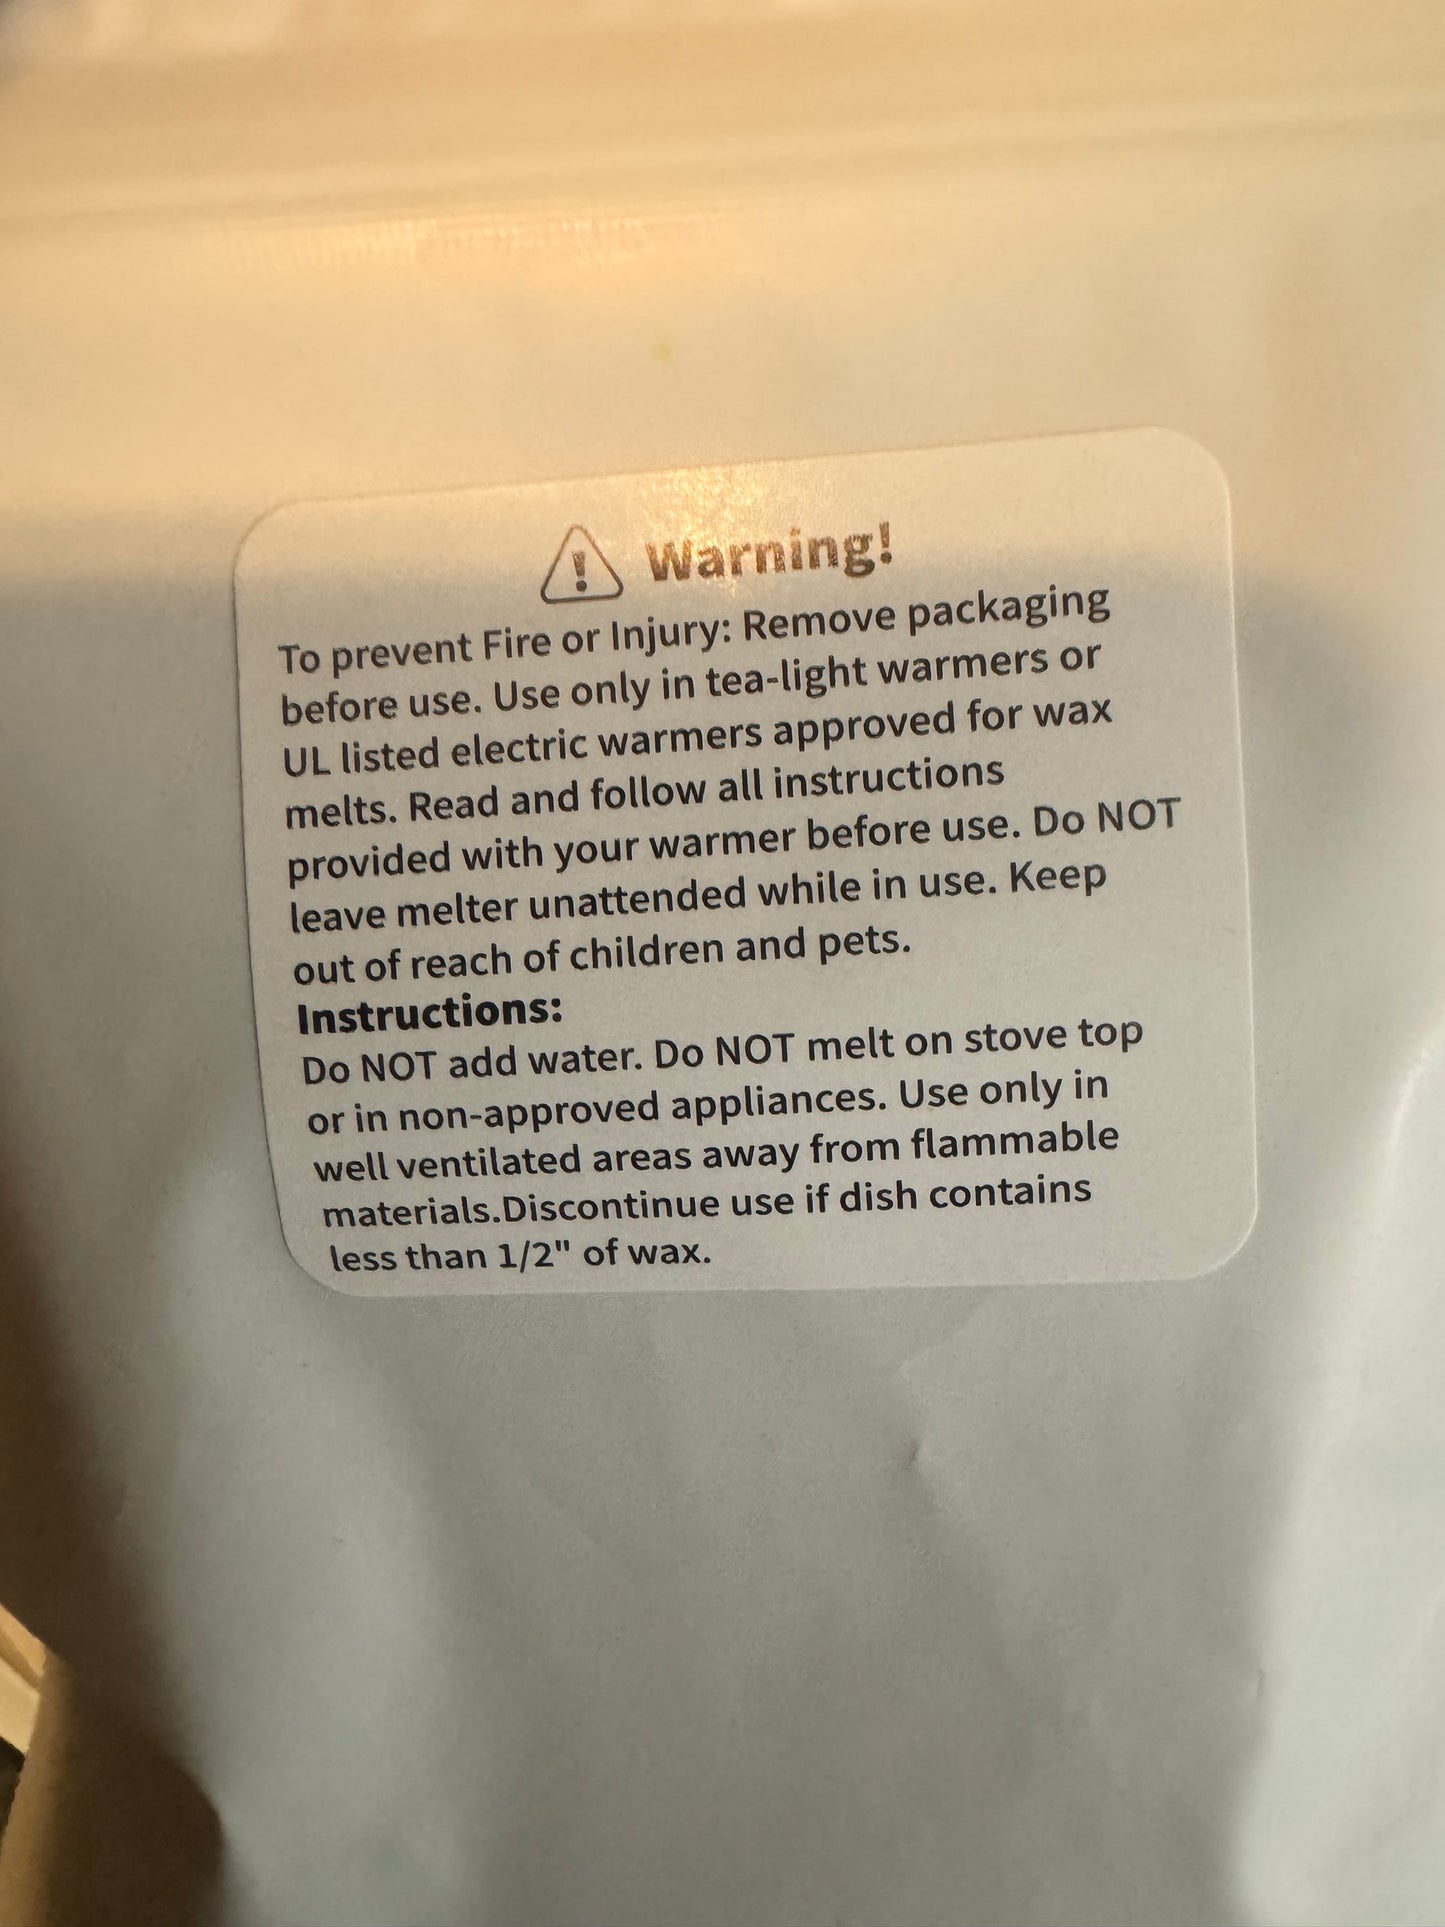 Warning!
To prevent Fire or Injury: Remove packaging
before use. Use only in tea-light warmers or
UL listed electric warmers approved for wax
melts. Read and follow all instructions
provided with your warmer before use. Do NOT
leave melter unattended while in use. Keep
out of reach of children and pets.
Instructions:
Do NOT add water. Do NOT melt on stove top
or in non-approved appliances. Use only in
well ventilated areas away from flammable
materials.Discontinue use if dish contains
less than 1/2" of wax.